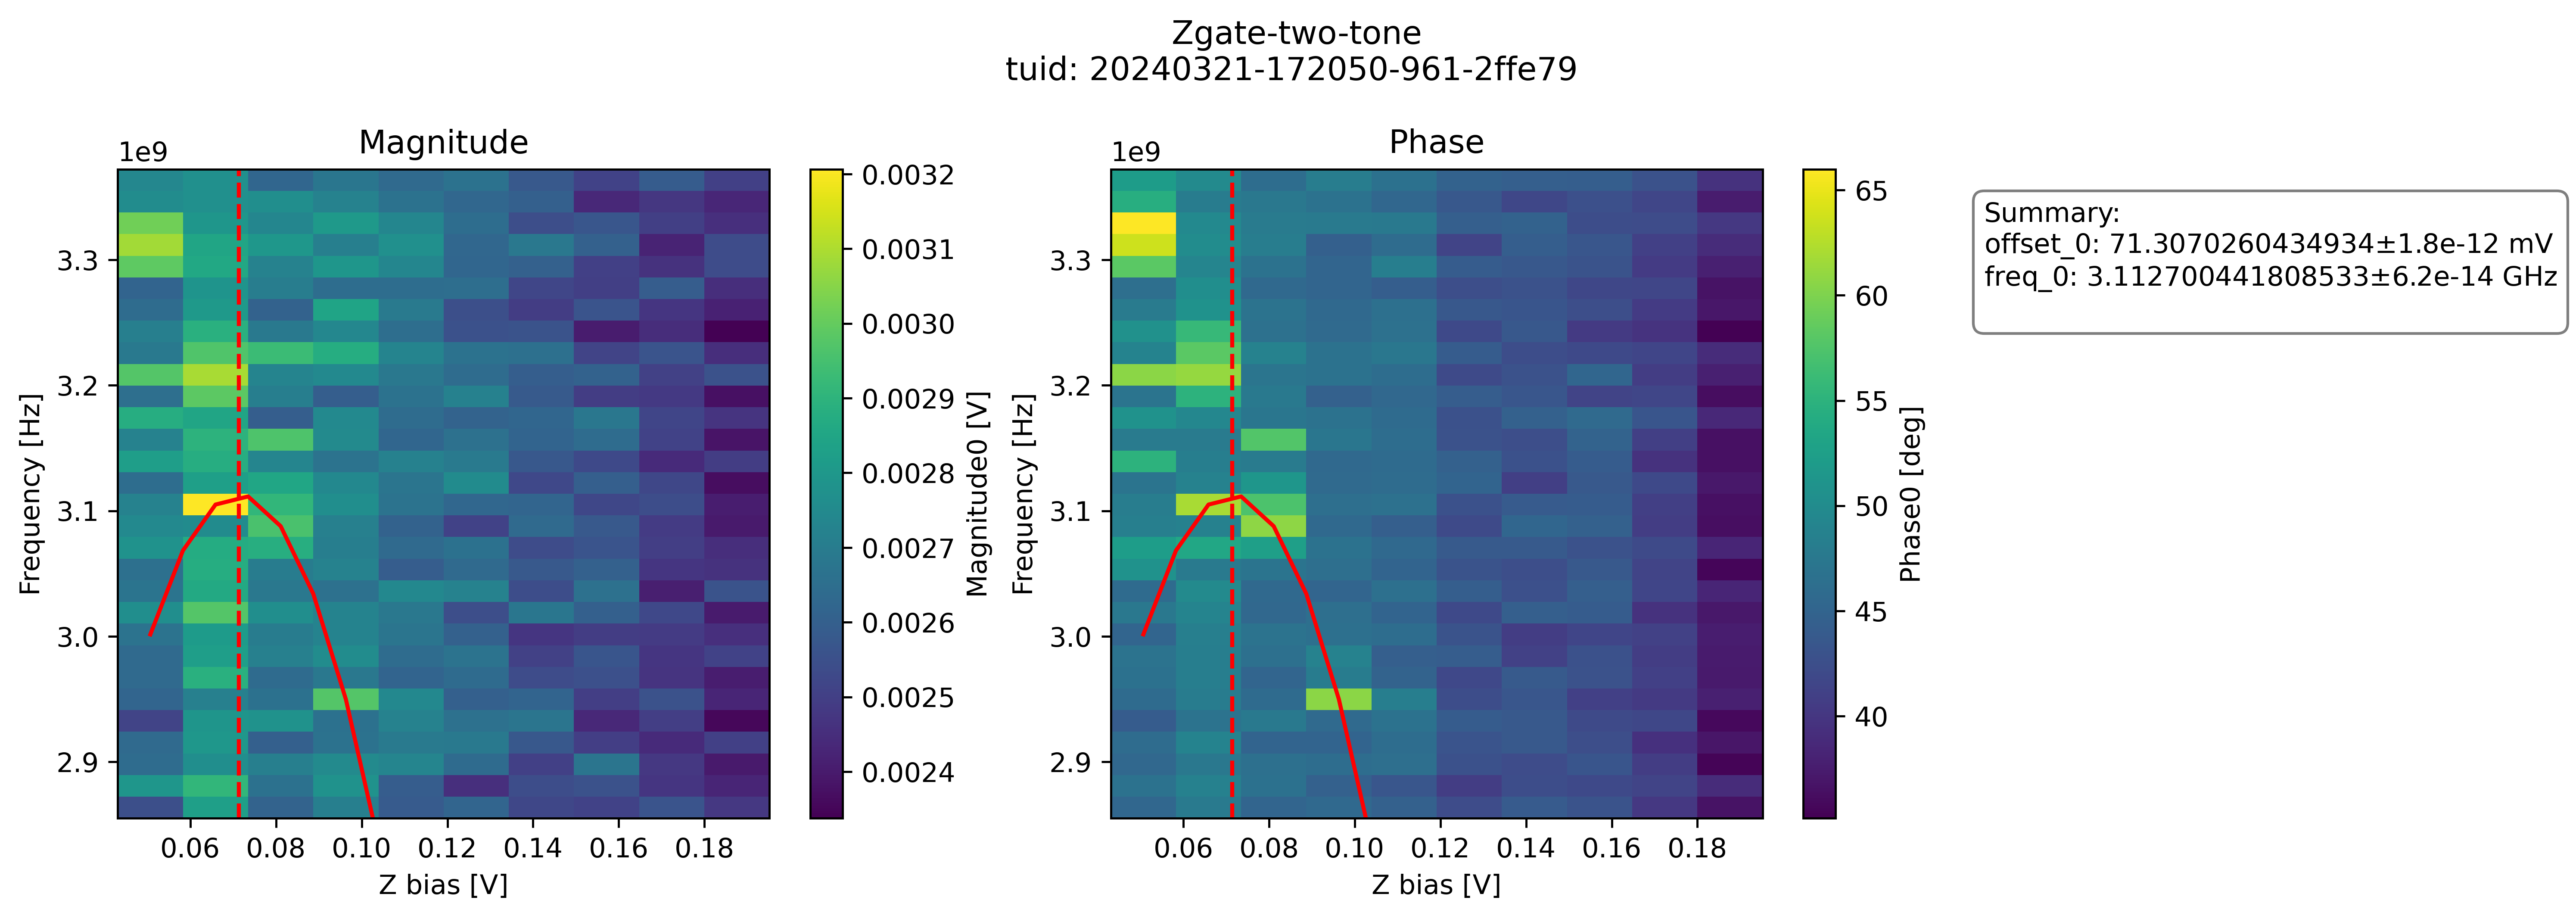 Zgate-two-tone
tuid: 20240321-172050-961-2ffe79
Magnitude
1e9
3.3
3.2
3.1
3.0
2.9
Frequency [Hz]
0.06 0.08 0.10 0.12 0.14 0.16 0.18
Z bias [V]
0.0032
0.0031
0.0030
0.0029
0.0028
0.0027
0.0026
0.0025
0.0024
Magnitude0 [V]
Phase
1e9
3.3
3.2
3.1
3.0
2.9
Frequency [Hz]
0.06 0.08 0.10 0.12 0.14 0.16 0.18
Z bias [V]
65
60
55
50
45
40
Phase0 [deg]
Summary:
offset_0: 71.3070260434934±1.8e-12 mV
freq_0: 3.112700441808533±6.2e-14 GHz